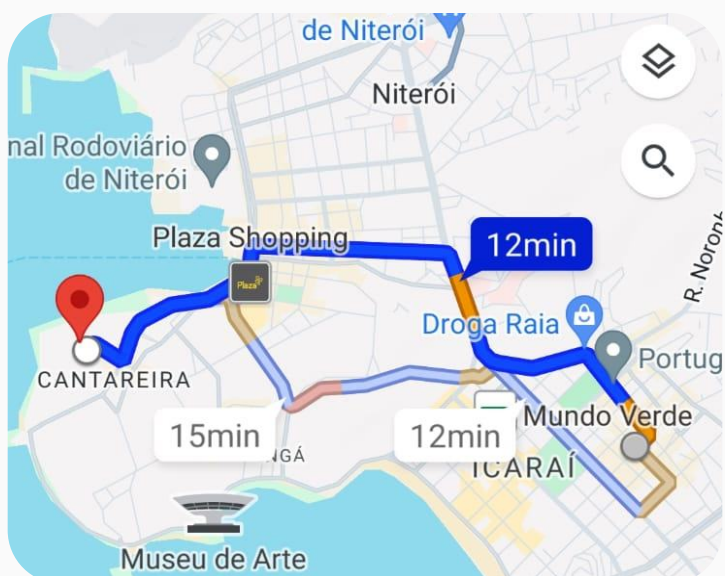 de Niterói
Niterói
nal Rodoviário
de Niterói
R. Noronh
Plaza Shopping
12min
Plaza
Droga Raia
Portug
CANTAREIRA
15min
12min
Mundo Verde
NGÁ
ICARAÍ
Museu de Arte